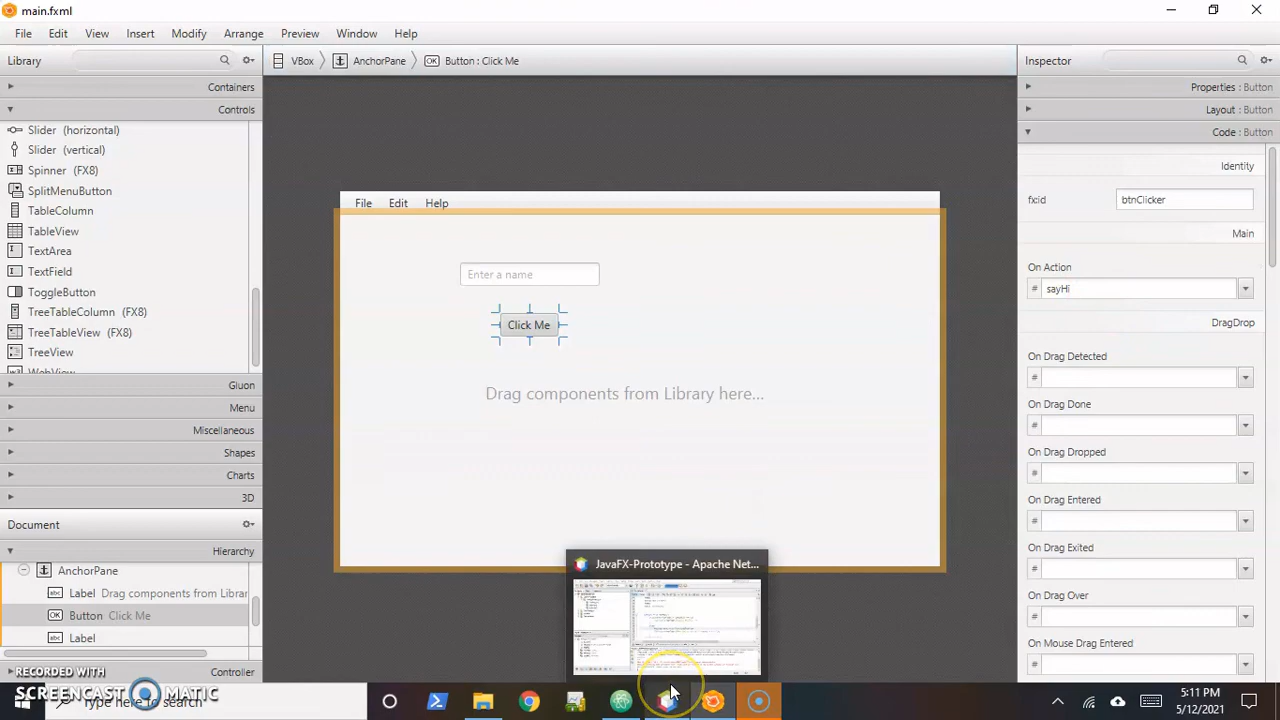 main.fxml
File Edit View Insert Modify Arrange Preview Window Help
Library
VBox AnchorPane OK Button : Click Me
Inspector
Containers
Controls
Slider (horizontal)
Slider (vertical)
Spinner (FX8)
SplitMenuButton
TableColumn
TableView
TextArea
TextField
ToggleButton
TreeTableColumn (FX8)
TreeTableView (FX8)
TreeView
WebView
Gluon
Menu
Miscellaneous
Shapes
Charts
3D
Document
Hierarchy
AnchorPane
abc Label Drag components from Librar
OK Button Click Me
abc Label
Controller
File Edit Help
Enter a name
Click Me
Drag components from Library here...
JavaFX-Prototype - Apache Net...
Properties : Button
Layout : Button
Code : Button
Identity
fx:id btnClicker
Main
On Action
# sayHi
DragDrop
On Drag Detected
#
On Drag Done
#
On Drag Dropped
#
On Drag Entered
#
On Drag Exited
#
On Drag Over
#
On Mouse
#
RECORDED WITH
SCREENCAST O MATIC
Type here to search
5:11 PM
5/12/2021